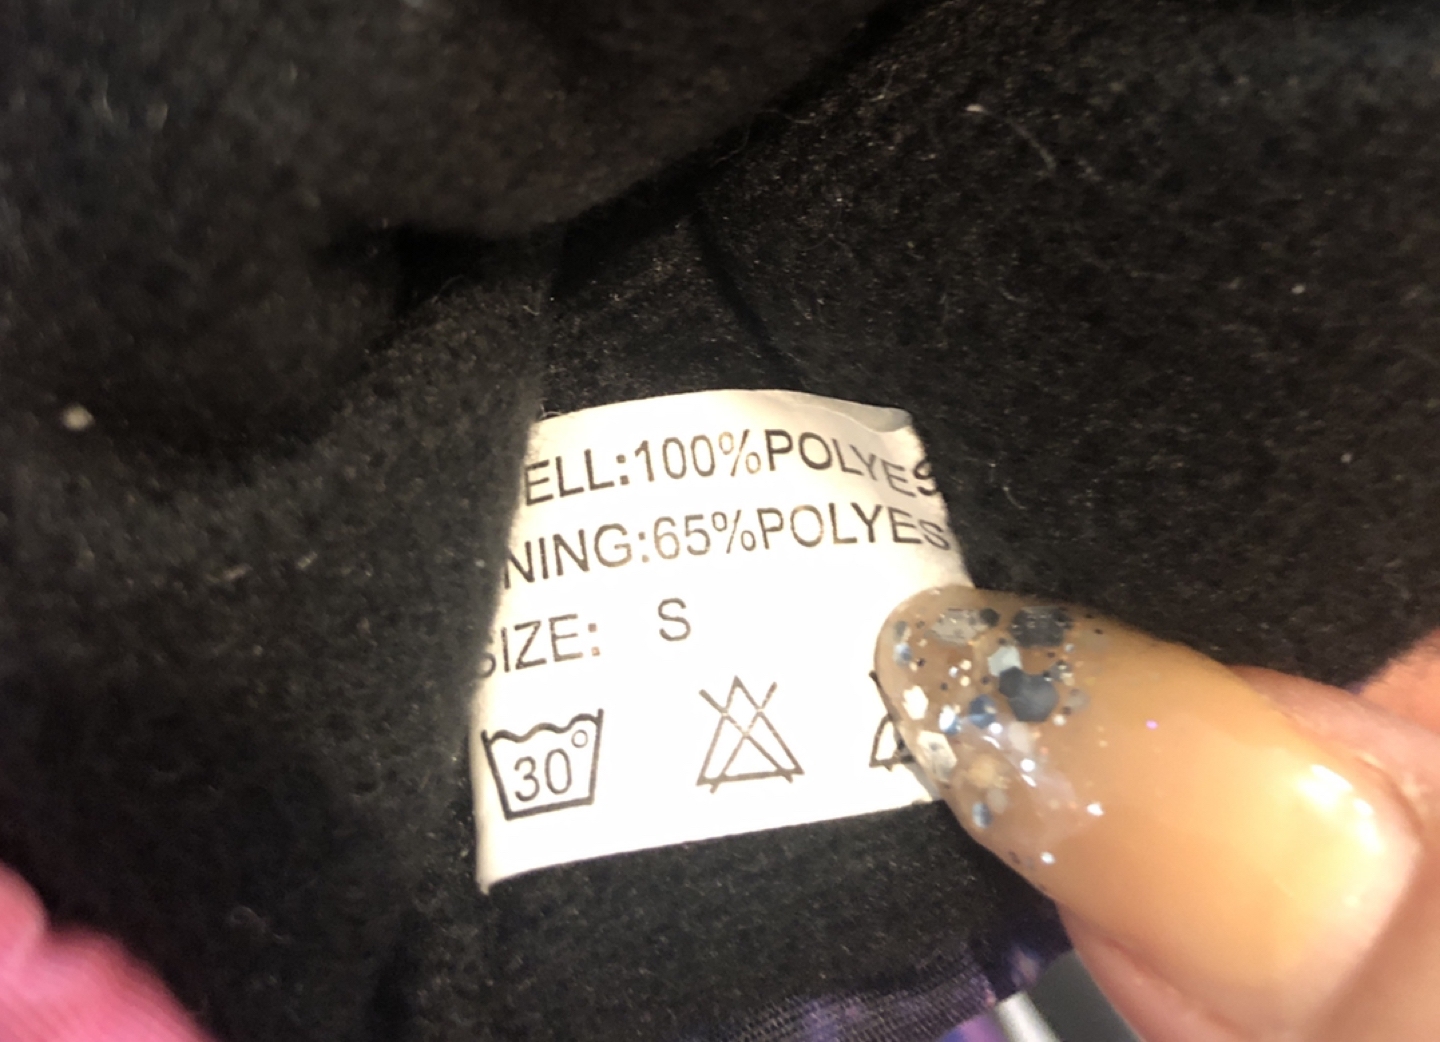 ELL:100%POLYES
NING:65%POLYES
SIZE: S
30°